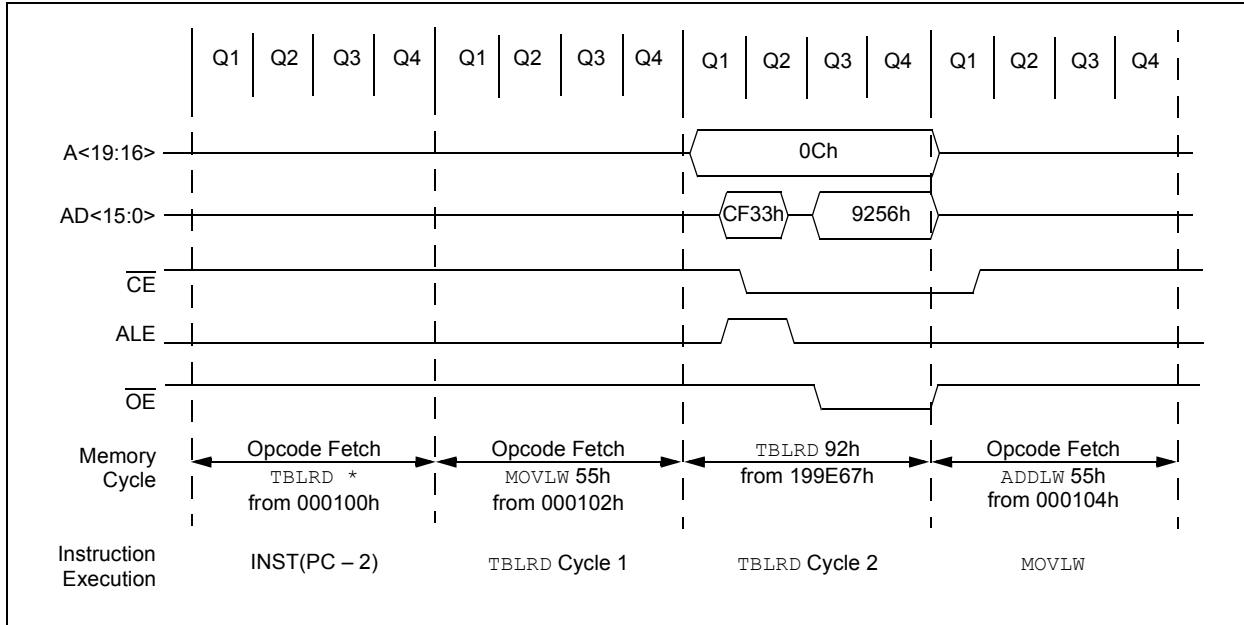 Q1 Q2 Q3 Q4 Q1 Q2 Q3 Q4 Q1 Q2 Q3 Q4 Q1 Q2 Q3 Q4
A<19:16>
0Ch
AD<15:0>
CF33h
9256h
CE
ALE
OE
Memory
Cycle
Opcode Fetch
TBLRD *
from 000100h
Opcode Fetch
MOVLW 55h
from 000102h
TBLRD 92h
from 199E67h
Opcode Fetch
ADDLW 55h
from 000104h
Instruction
Execution
INST(PC – 2)
TBLRD Cycle 1
TBLRD Cycle 2
MOVLW